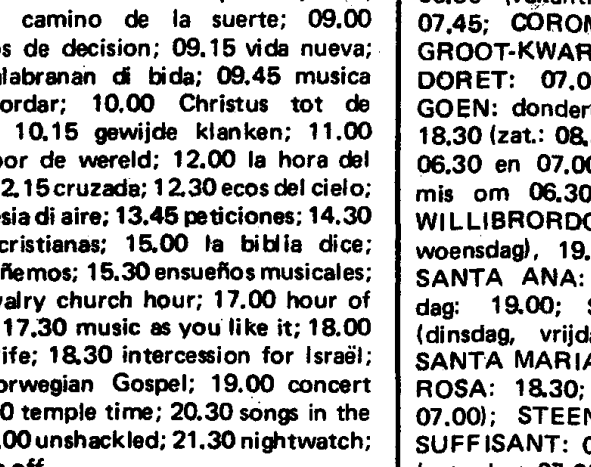 camino de la suerte; 09.00
s de decision; 09.15 vida nueva;
labranan di bida; 09.45 musica
ordar; 10.00 Christus tot de
10.15 gewijde klanken; 11.00
oor de wereld; 12.00 la hora del
2.15 cruzada; 12.30 ecos del cielo;
sia di aire; 13.45 peticiones; 14.30
cristianas; 15.00 la biblia dice;
ñemos; 15.30 ensueños musicales;
valry church hour; 17.00 hour of
17.30 music as you like it; 18.00
ife; 18.30 intercession for Israël;
orwegian Gospel; 19.00 concert
0 temple time; 20.30 songs in the
.00 unshackled; 21.30 nightwatch;
07.45; COROM
GROOT-KWAR
DORET: 07.0
GOEN: donder
18.30 (zat.: 08.
06.30 en 07.00
mis om 06.30
WILLIBRORDO
woensdag), 19.
SANTA ANA:
dag: 19.00; S
(dinsdag, vrijda
SANTA MARIA
ROSA: 18.30;
07.00); STEEN
SUFFISANT: 0